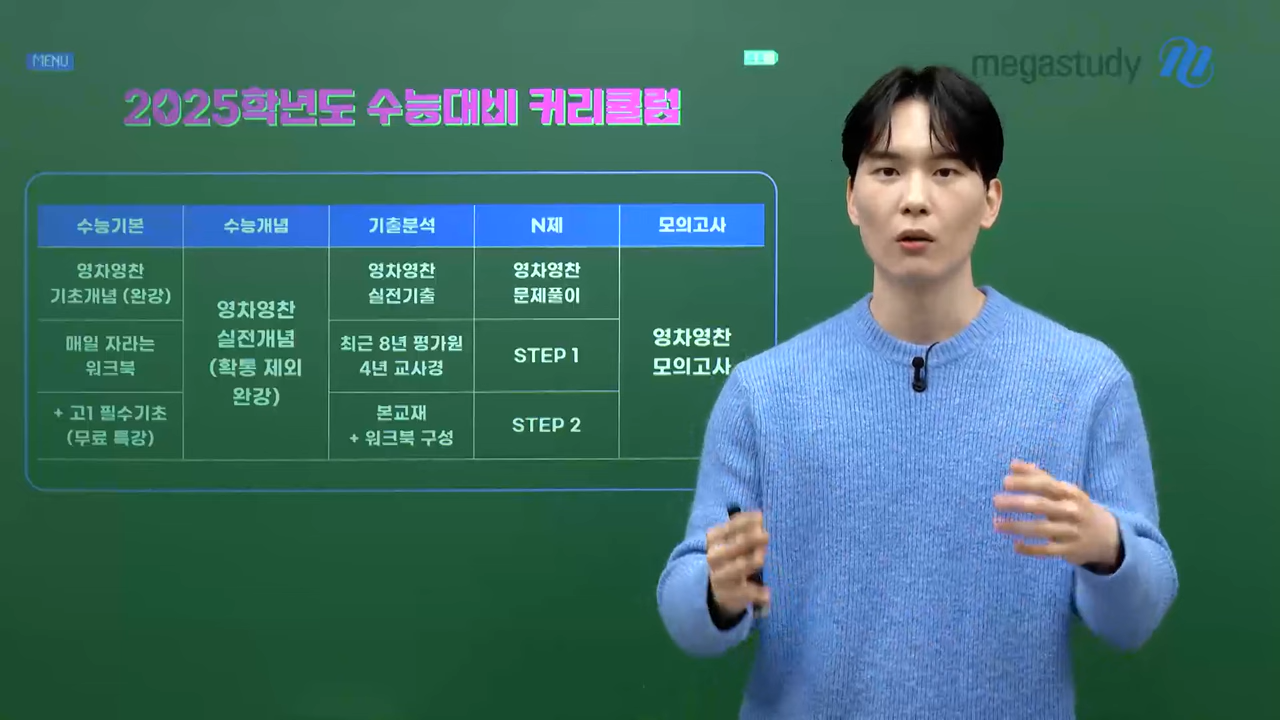 MENU
megastudy
2025학년도 수능대비 커리큘럼
수능기본
수능개념
기출분석
N제
모의고사
영차영찬
기초개념 (완강)
매일 자라는
워크북
+ 고1 필수기초
(무료 특강)
영차영찬
실전개념
(확통 제외
완강)
영차영찬
실전기출
최근 8년 평가원
4년 교사경
본교재
+ 워크북 구성
영차영찬
문제풀이
STEP 1
STEP 2
영차영찬
모의고사